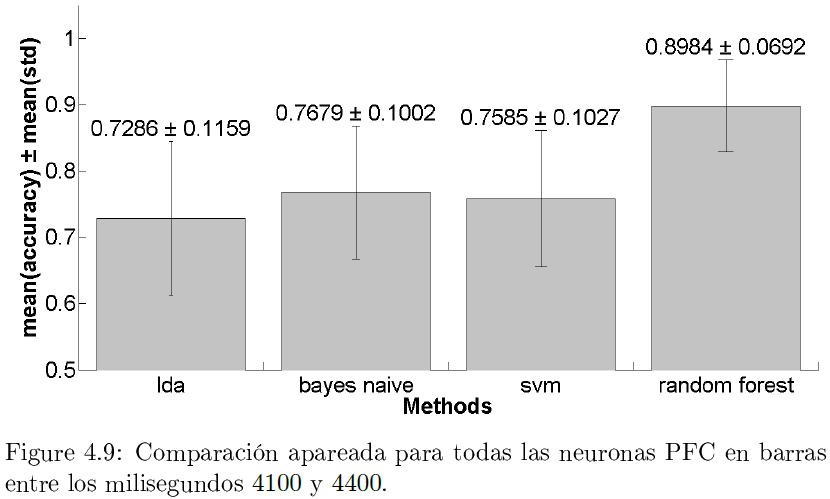 mean(accuracy) ± mean(std)
1
0.9
0.8
0.7
0.6
0.5
0.7286 ± 0.1159
0.7679 ± 0.1002
0.7585 ± 0.1027
0.8984 ± 0.0692
lda
bayes naive
svm
random forest
Methods
Figure 4.9: Comparación apareada para todas las neuronas PFC en barras
entre los milisegundos 4100 y 4400.